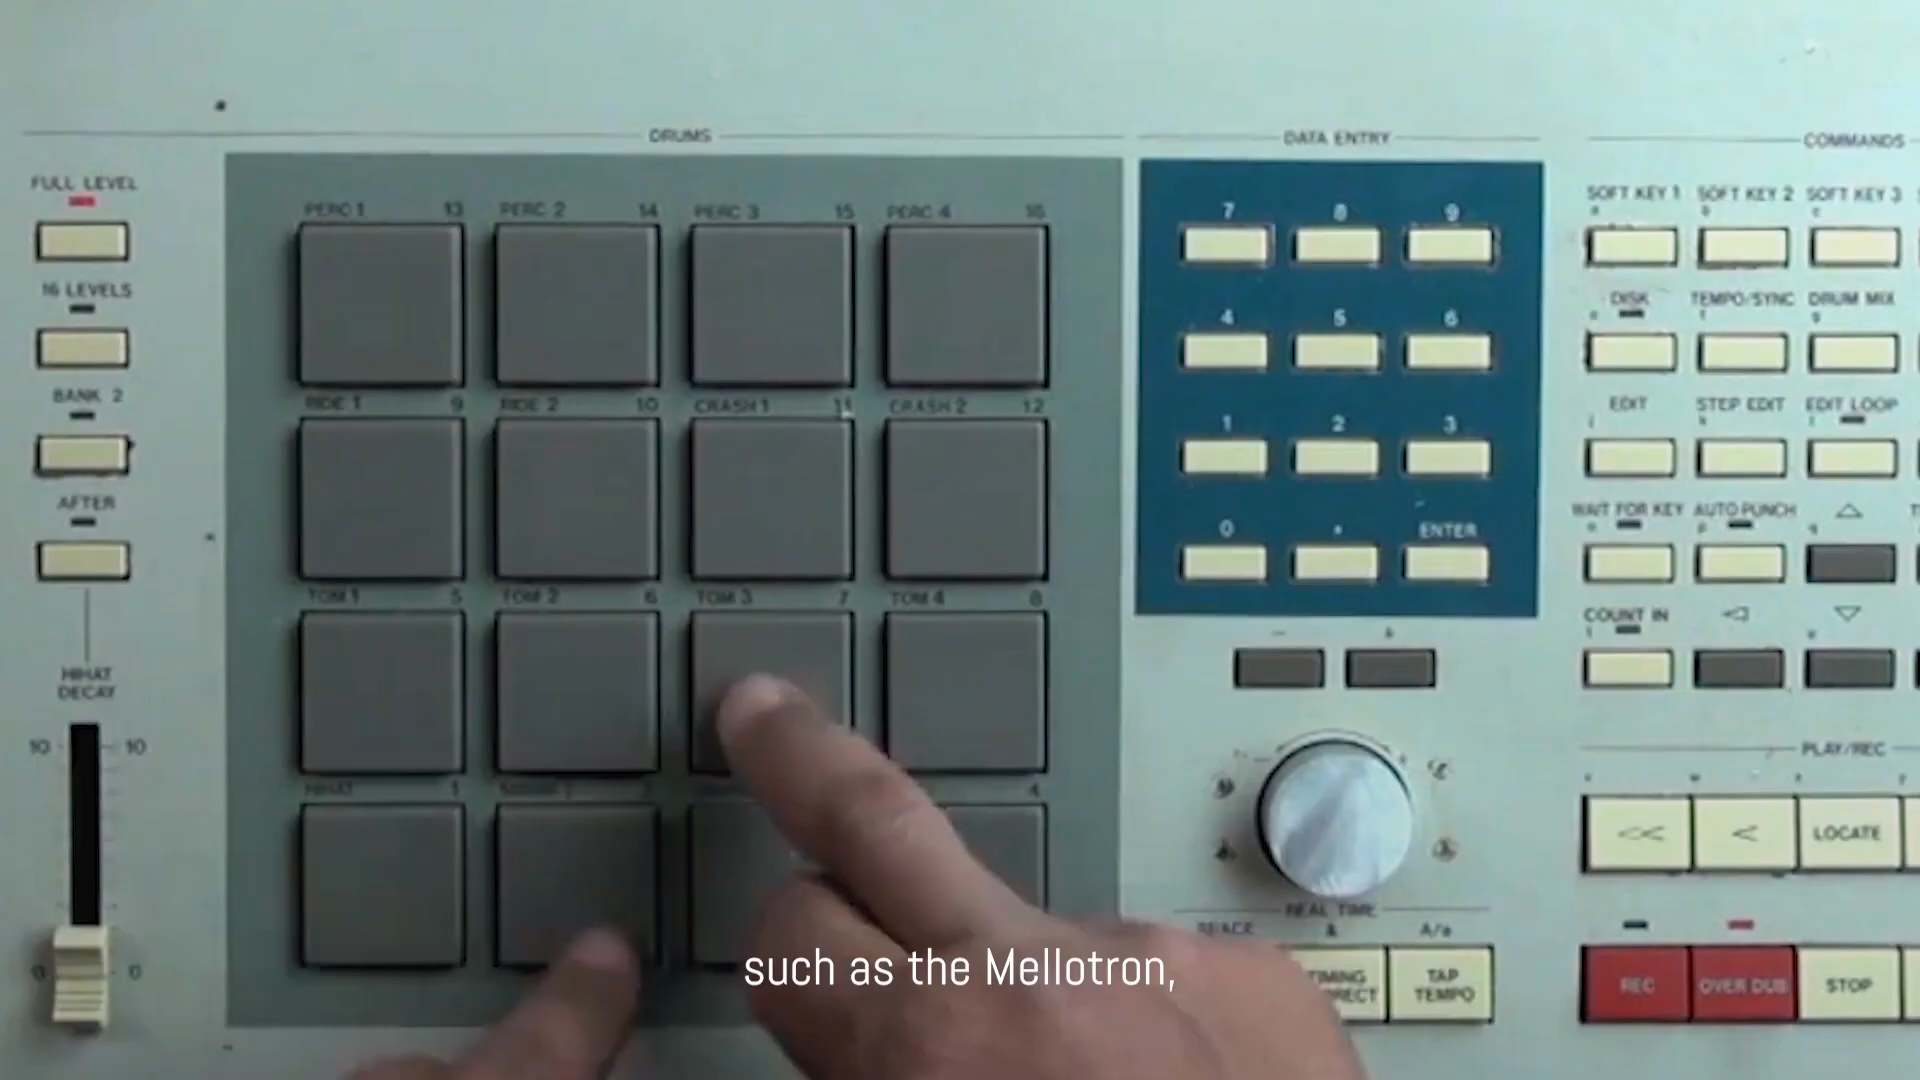 DRUMS
DATA ENTRY
COMMANDS
FULL LEVEL
16 LEVELS
BANK 2
AFTER
HIHAT
DECAY
10 10
0 0
PERC 1 13 PERC 2 14 PERC 3 15 PERC 4 16
RIDE 1 9 RIDE 2 10 CRASH 1 11 CRASH 2 12
TOM 1 5 TOM 2 6 TOM 3 7 TOM 4 8
HIHAT 1 4
7 8 9
4 5 6
1 2 3
0 ENTER
REAL TIME
SPACE & A/a
TAP
TEMPO
SOFT KEY 1 SOFT KEY 2 SOFT KEY 3
DISK TEMPO/SYNC DRUM MIX
EDIT STEP EDIT EDIT LOOP
WAIT FOR KEY AUTO PUNCH
COUNT IN
PLAY/REC
<< < LOCATE
REC OVER DUB STOP
such as the Mellotron,